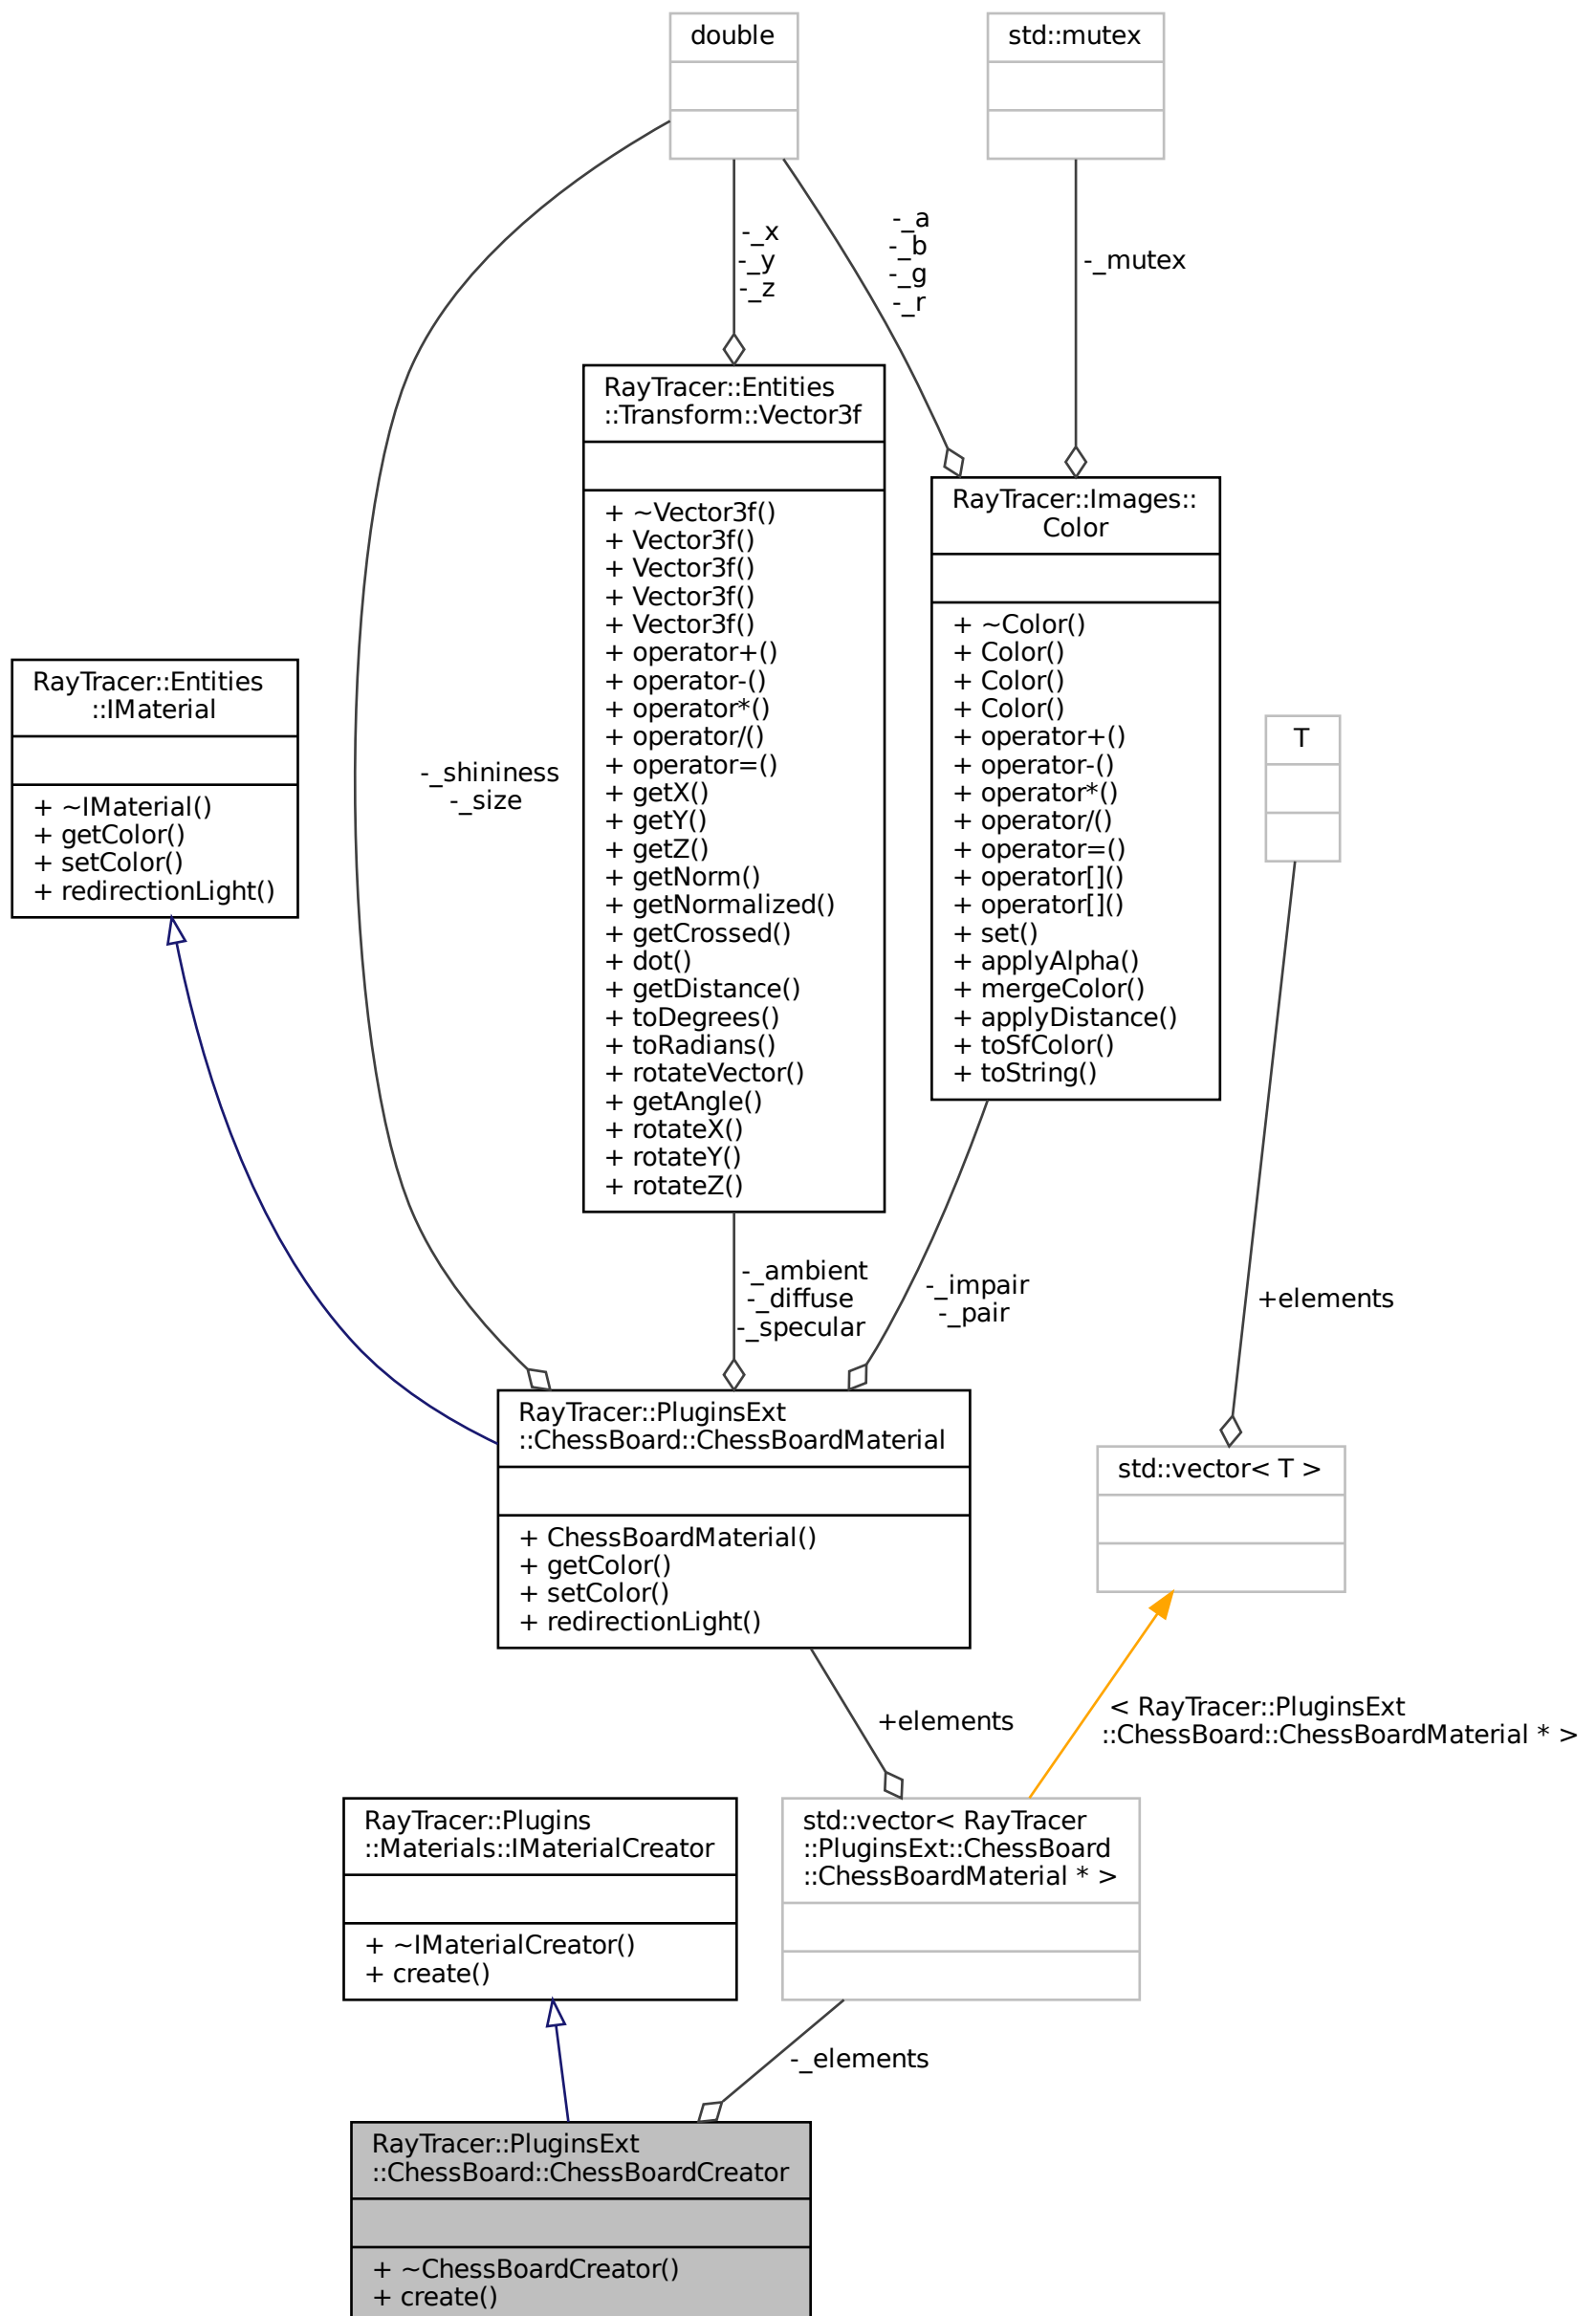 double
std::mutex
-_x
-_y
-_z
-_a
-_b
-_g
-_r
-_mutex
RayTracer::Entities
::Transform::Vector3f
+ ~Vector3f()
+ Vector3f()
+ Vector3f()
+ Vector3f()
+ Vector3f()
+ operator+()
+ operator-()
+ operator*()
+ operator/()
+ operator=()
+ getX()
+ getY()
+ getZ()
+ getNorm()
+ getNormalized()
+ getCrossed()
+ dot()
+ getDistance()
+ toDegrees()
+ toRadians()
+ rotateVector()
+ getAngle()
+ rotateX()
+ rotateY()
+ rotateZ()
RayTracer::Images::
Color
+ ~Color()
+ Color()
+ Color()
+ Color()
+ operator+()
+ operator-()
+ operator*()
+ operator/()
+ operator=()
+ operator[]()
+ operator[]()
+ set()
+ applyAlpha()
+ mergeColor()
+ applyDistance()
+ toSfColor()
+ toString()
RayTracer::Entities
::IMaterial
+ ~IMaterial()
+ getColor()
+ setColor()
+ redirectionLight()
-_shininess
-_size
T
-_ambient
-_diffuse
-_specular
-_impair
-_pair
+elements
RayTracer::PluginsExt
::ChessBoard::ChessBoardMaterial
+ ChessBoardMaterial()
+ getColor()
+ setColor()
+ redirectionLight()
std::vector< T >
+elements
< RayTracer::PluginsExt
::ChessBoard::ChessBoardMaterial * >
RayTracer::Plugins
::Materials::IMaterialCreator
+ ~IMaterialCreator()
+ create()
std::vector< RayTracer
::PluginsExt::ChessBoard
::ChessBoardMaterial * >
-_elements
RayTracer::PluginsExt
::ChessBoard::ChessBoardCreator
+ ~ChessBoardCreator()
+ create()